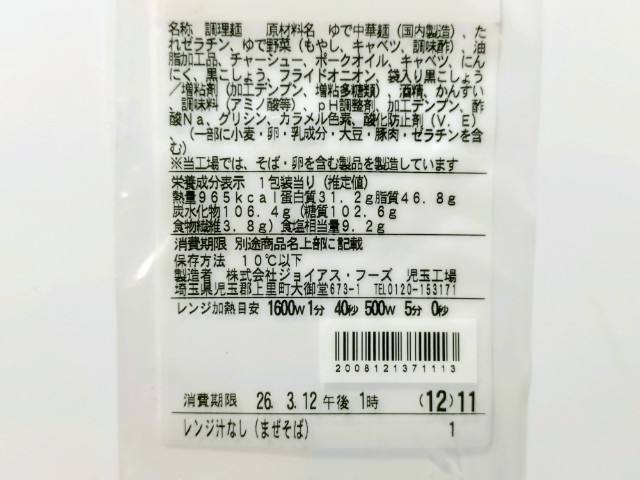 名称 調理麺 原材料名 ゆで中華麺(国内製造)、た
れゼラチン、ゆで野菜(もやし、キャベツ、調味酢)、油
脂加工品、チャーシュー、ポークオイル、キャベツ、にん
にく、黒こしょう、フライドオニオン、袋入り黒こしょう
/増粘剤(加工デンプン、増粘多糖類)、酒精、かんすい
、調味料(アミノ酸等)、pH調整剤、加工デンプン、酢
酸Na、グリシン、カラメル色素、酸化防止剤(V.E)
、(一部に小麦・卵・乳成分・大豆・豚肉・ゼラチンを含
む)
※当工場では、そば・卵を含む製品を製造しています
栄養成分表示 1包装当り(推定値)
熱量965kcal蛋白質31.2g脂質46.8g
炭水化物106.4g(糖質102.6g
食物繊維3.8g)食塩相当量9.2g
消費期限 別途商品名上部に記載
保存方法 10℃以下
製造者 株式会社ジョイアス・フーズ 児玉工場
埼玉県児玉郡上里町大御堂673-1 TEL0120-153171
レンジ加熱目安 1600W1分 40秒 500W 5分 0秒
2008121371113
消費期限 26. 3.12午後 1時 (12)11
レンジ汁なし(まぜそば) 1